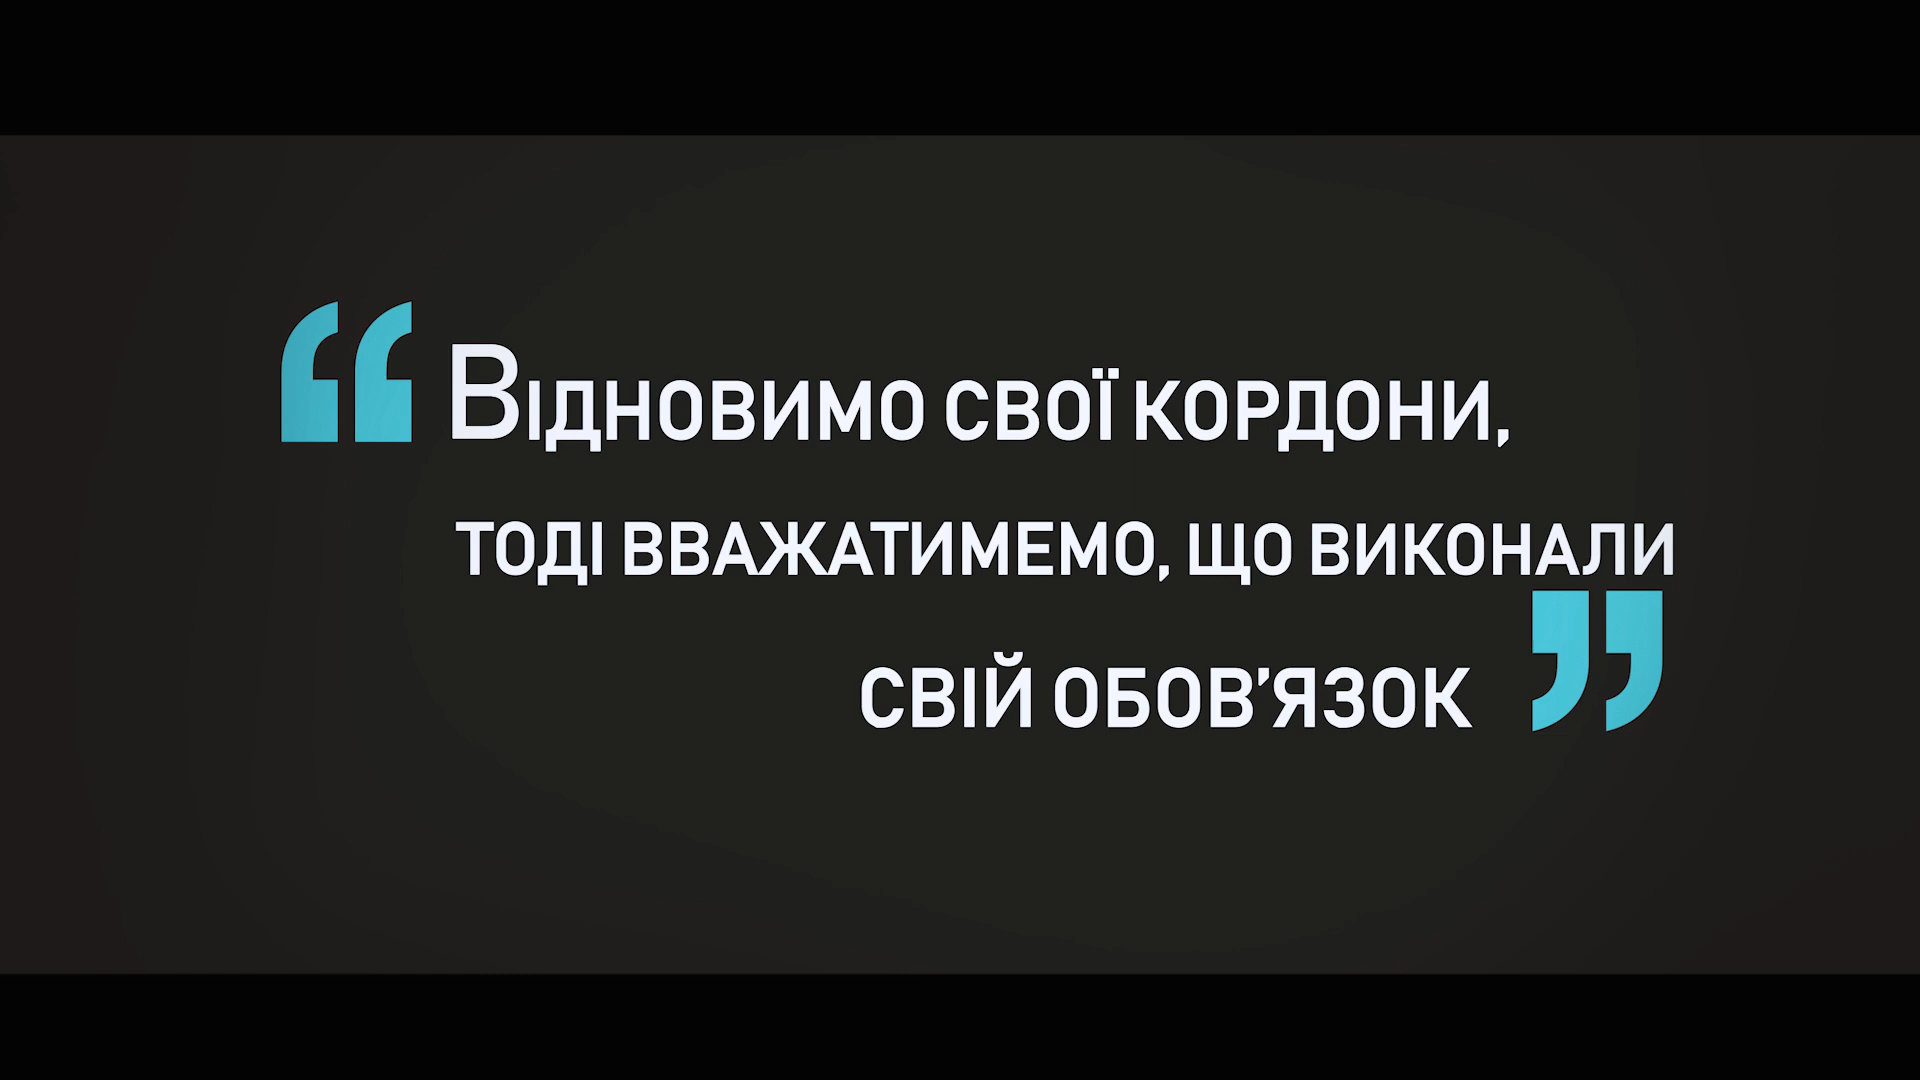 “Відновимо свої кордони,
тоді вважатимемо, що виконали
свій обов’язок”